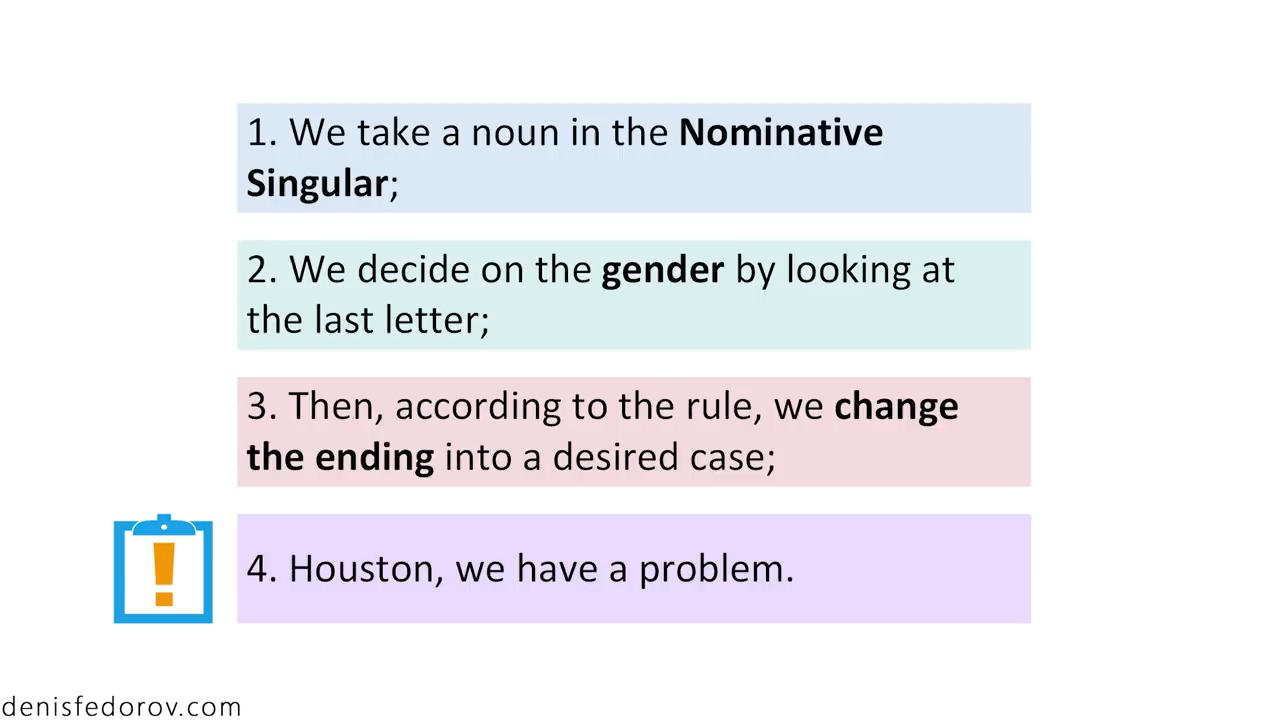 1. We take a noun in the Nominative
Singular;
2. We decide on the gender by looking at
the last letter;
3. Then, according to the rule, we change
the ending into a desired case;
4. Houston, we have a problem.
denisfedorov.com